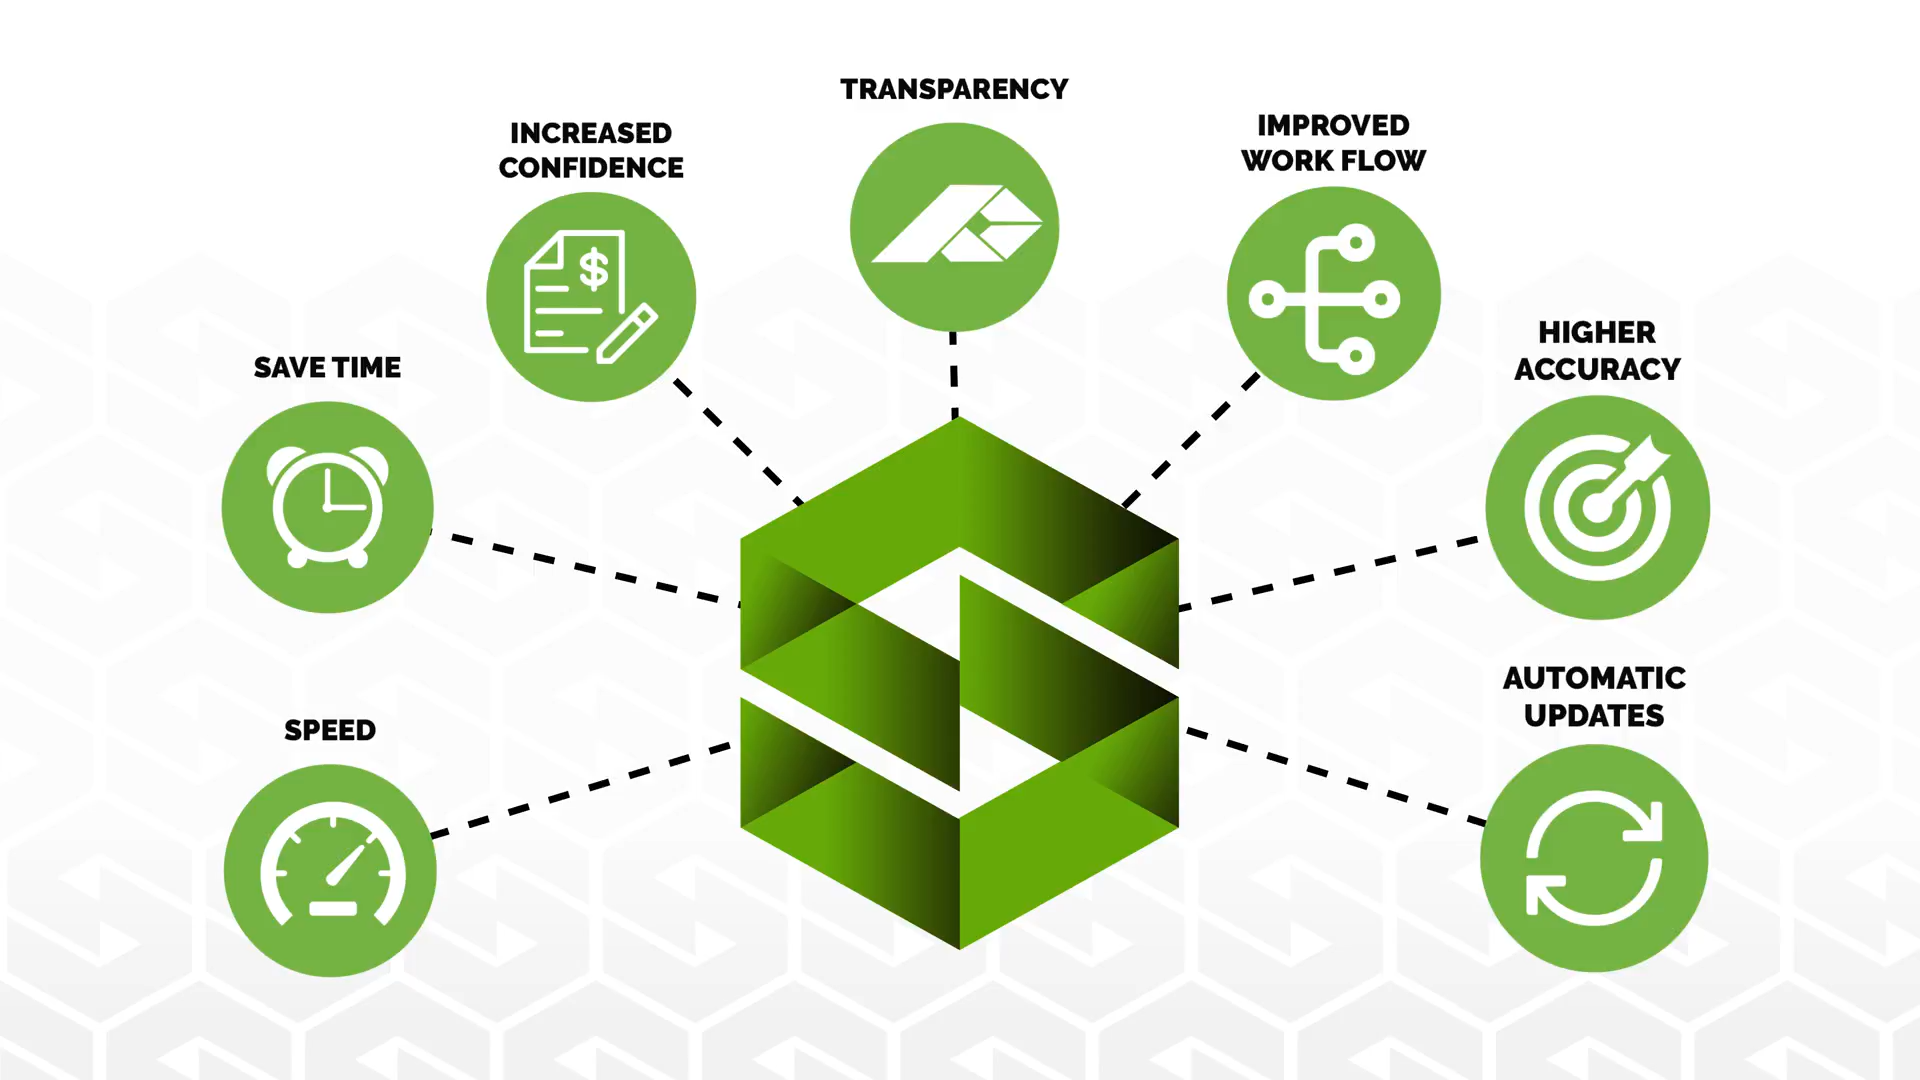 TRANSPARENCY
INCREASED
CONFIDENCE
IMPROVED
WORK FLOW
SAVE TIME
$
HIGHER
ACCURACY
SPEED
AUTOMATIC
UPDATES